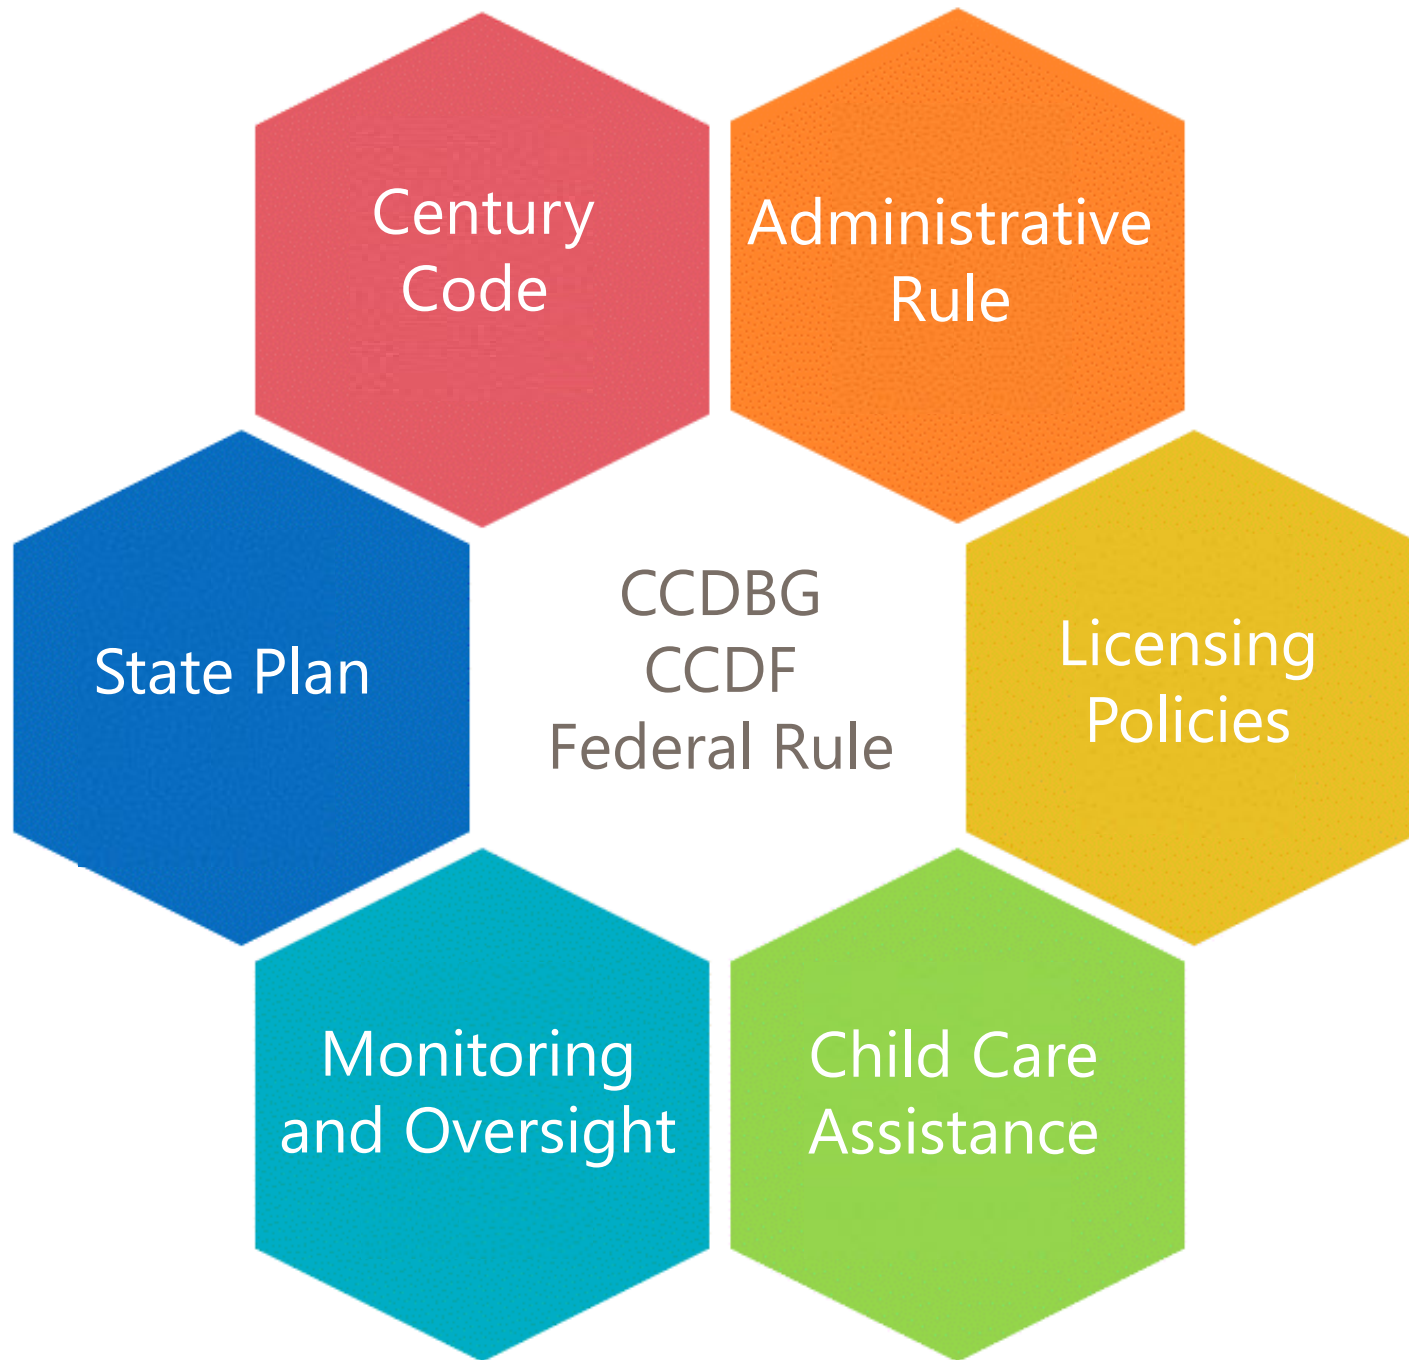 Century
Code
Administrative
Rule
State Plan
CCDBG
CCDF
Federal Rule
Licensing
Policies
Monitoring
and Oversight
Child Care
Assistance